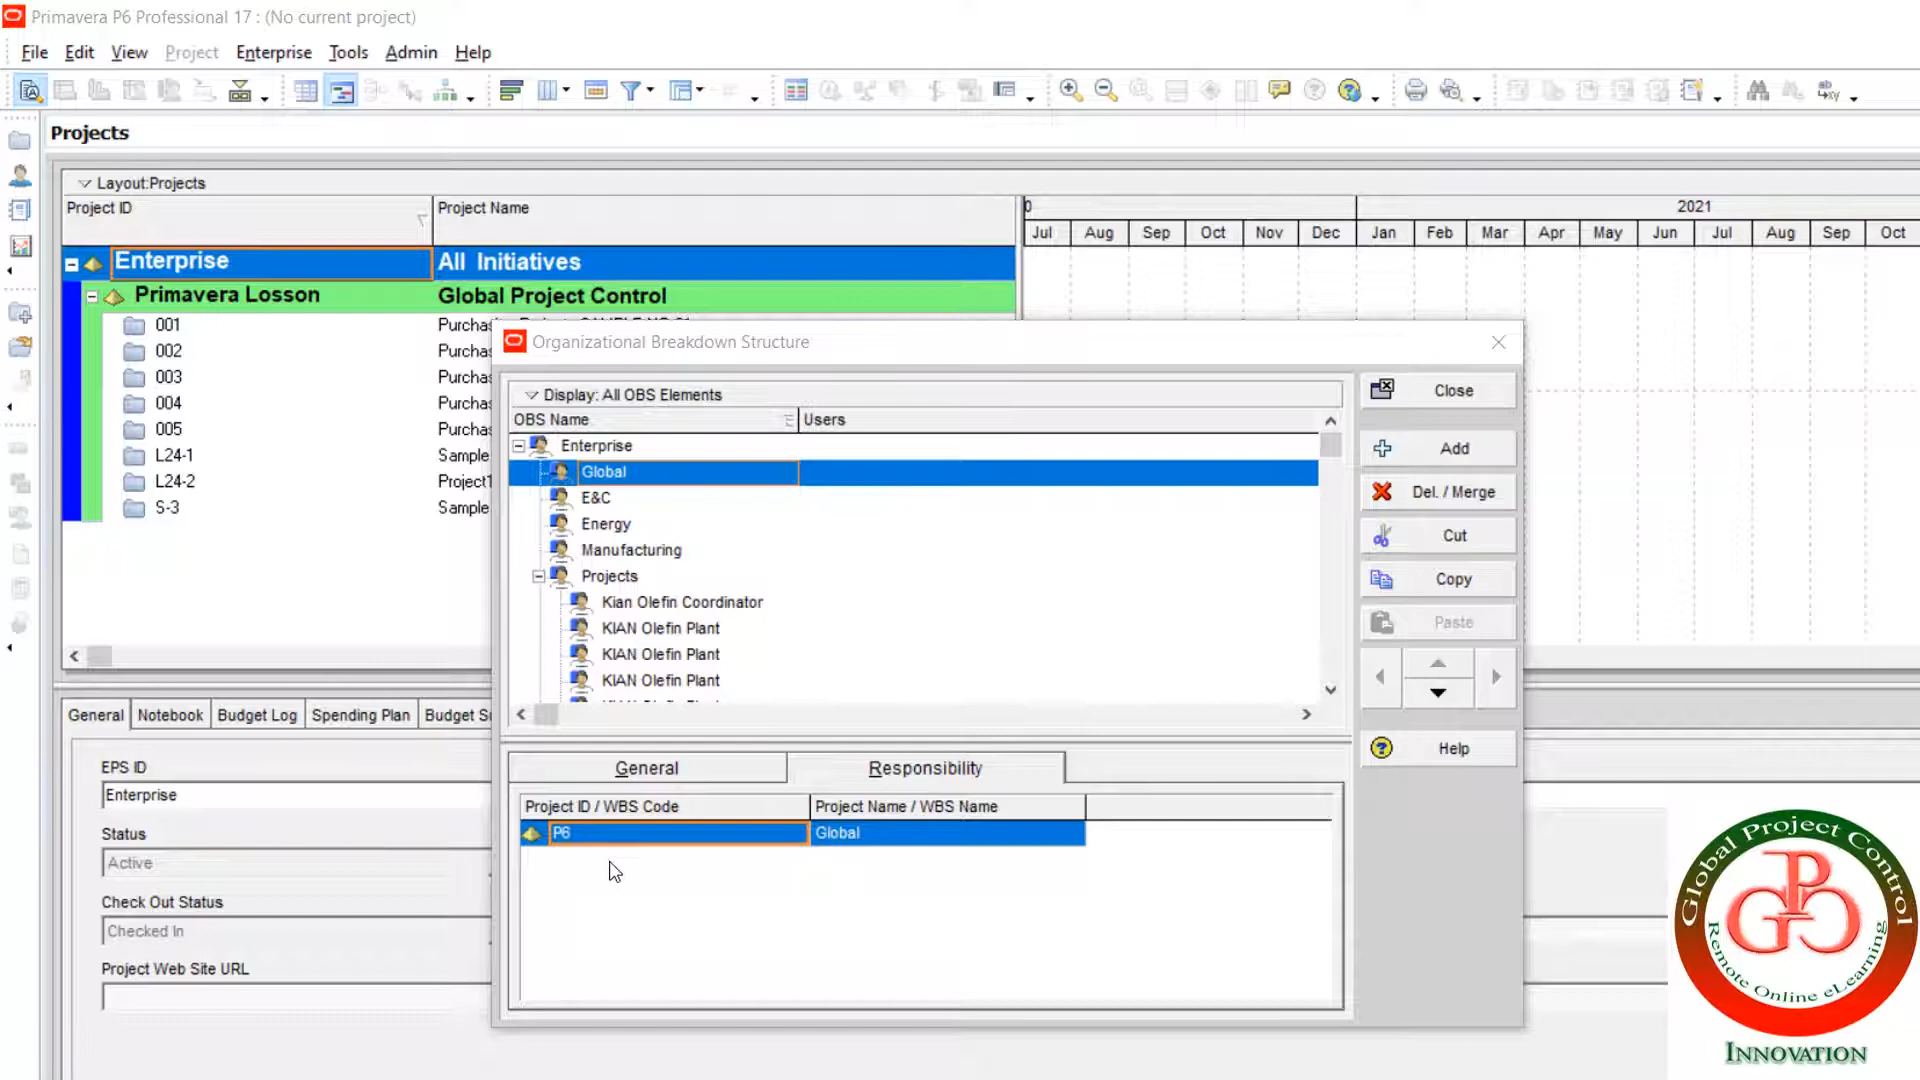 Primavera P6 Professional 17 : (No current project)
File Edit View Project Enterprise Tools Admin Help
Projects
Layout:Projects
Project ID Project Name
2021
Jul Aug Sep Oct Nov Dec Jan Feb Mar Apr May Jun Jul Aug Sep Oct
Enterprise All Initiatives
Primavera Losson Global Project Control
001
002 Purchas
003 Purchas
004 Purchas
005 Purchas
L24-1 Sample
L24-2 Project1
S-3 Sample
Organizational Breakdown Structure
Display: All OBS Elements
OBS Name Users
Enterprise
Global
E&C
Energy
Manufacturing
Projects
Kian Olefin Coordinator
KIAN Olefin Plant
KIAN Olefin Plant
KIAN Olefin Plant
Close
Add
Del. / Merge
Cut
Copy
Paste
Help
General Responsibility
Project ID / WBS Code Project Name / WBS Name
P6 Global
General Notebook Budget Log Spending Plan Budget S
EPS ID
Enterprise
Status
Active
Check Out Status
Checked In
Project Web Site URL
Global Project Control
GPC
Remote Online eLearning
INNOVATION